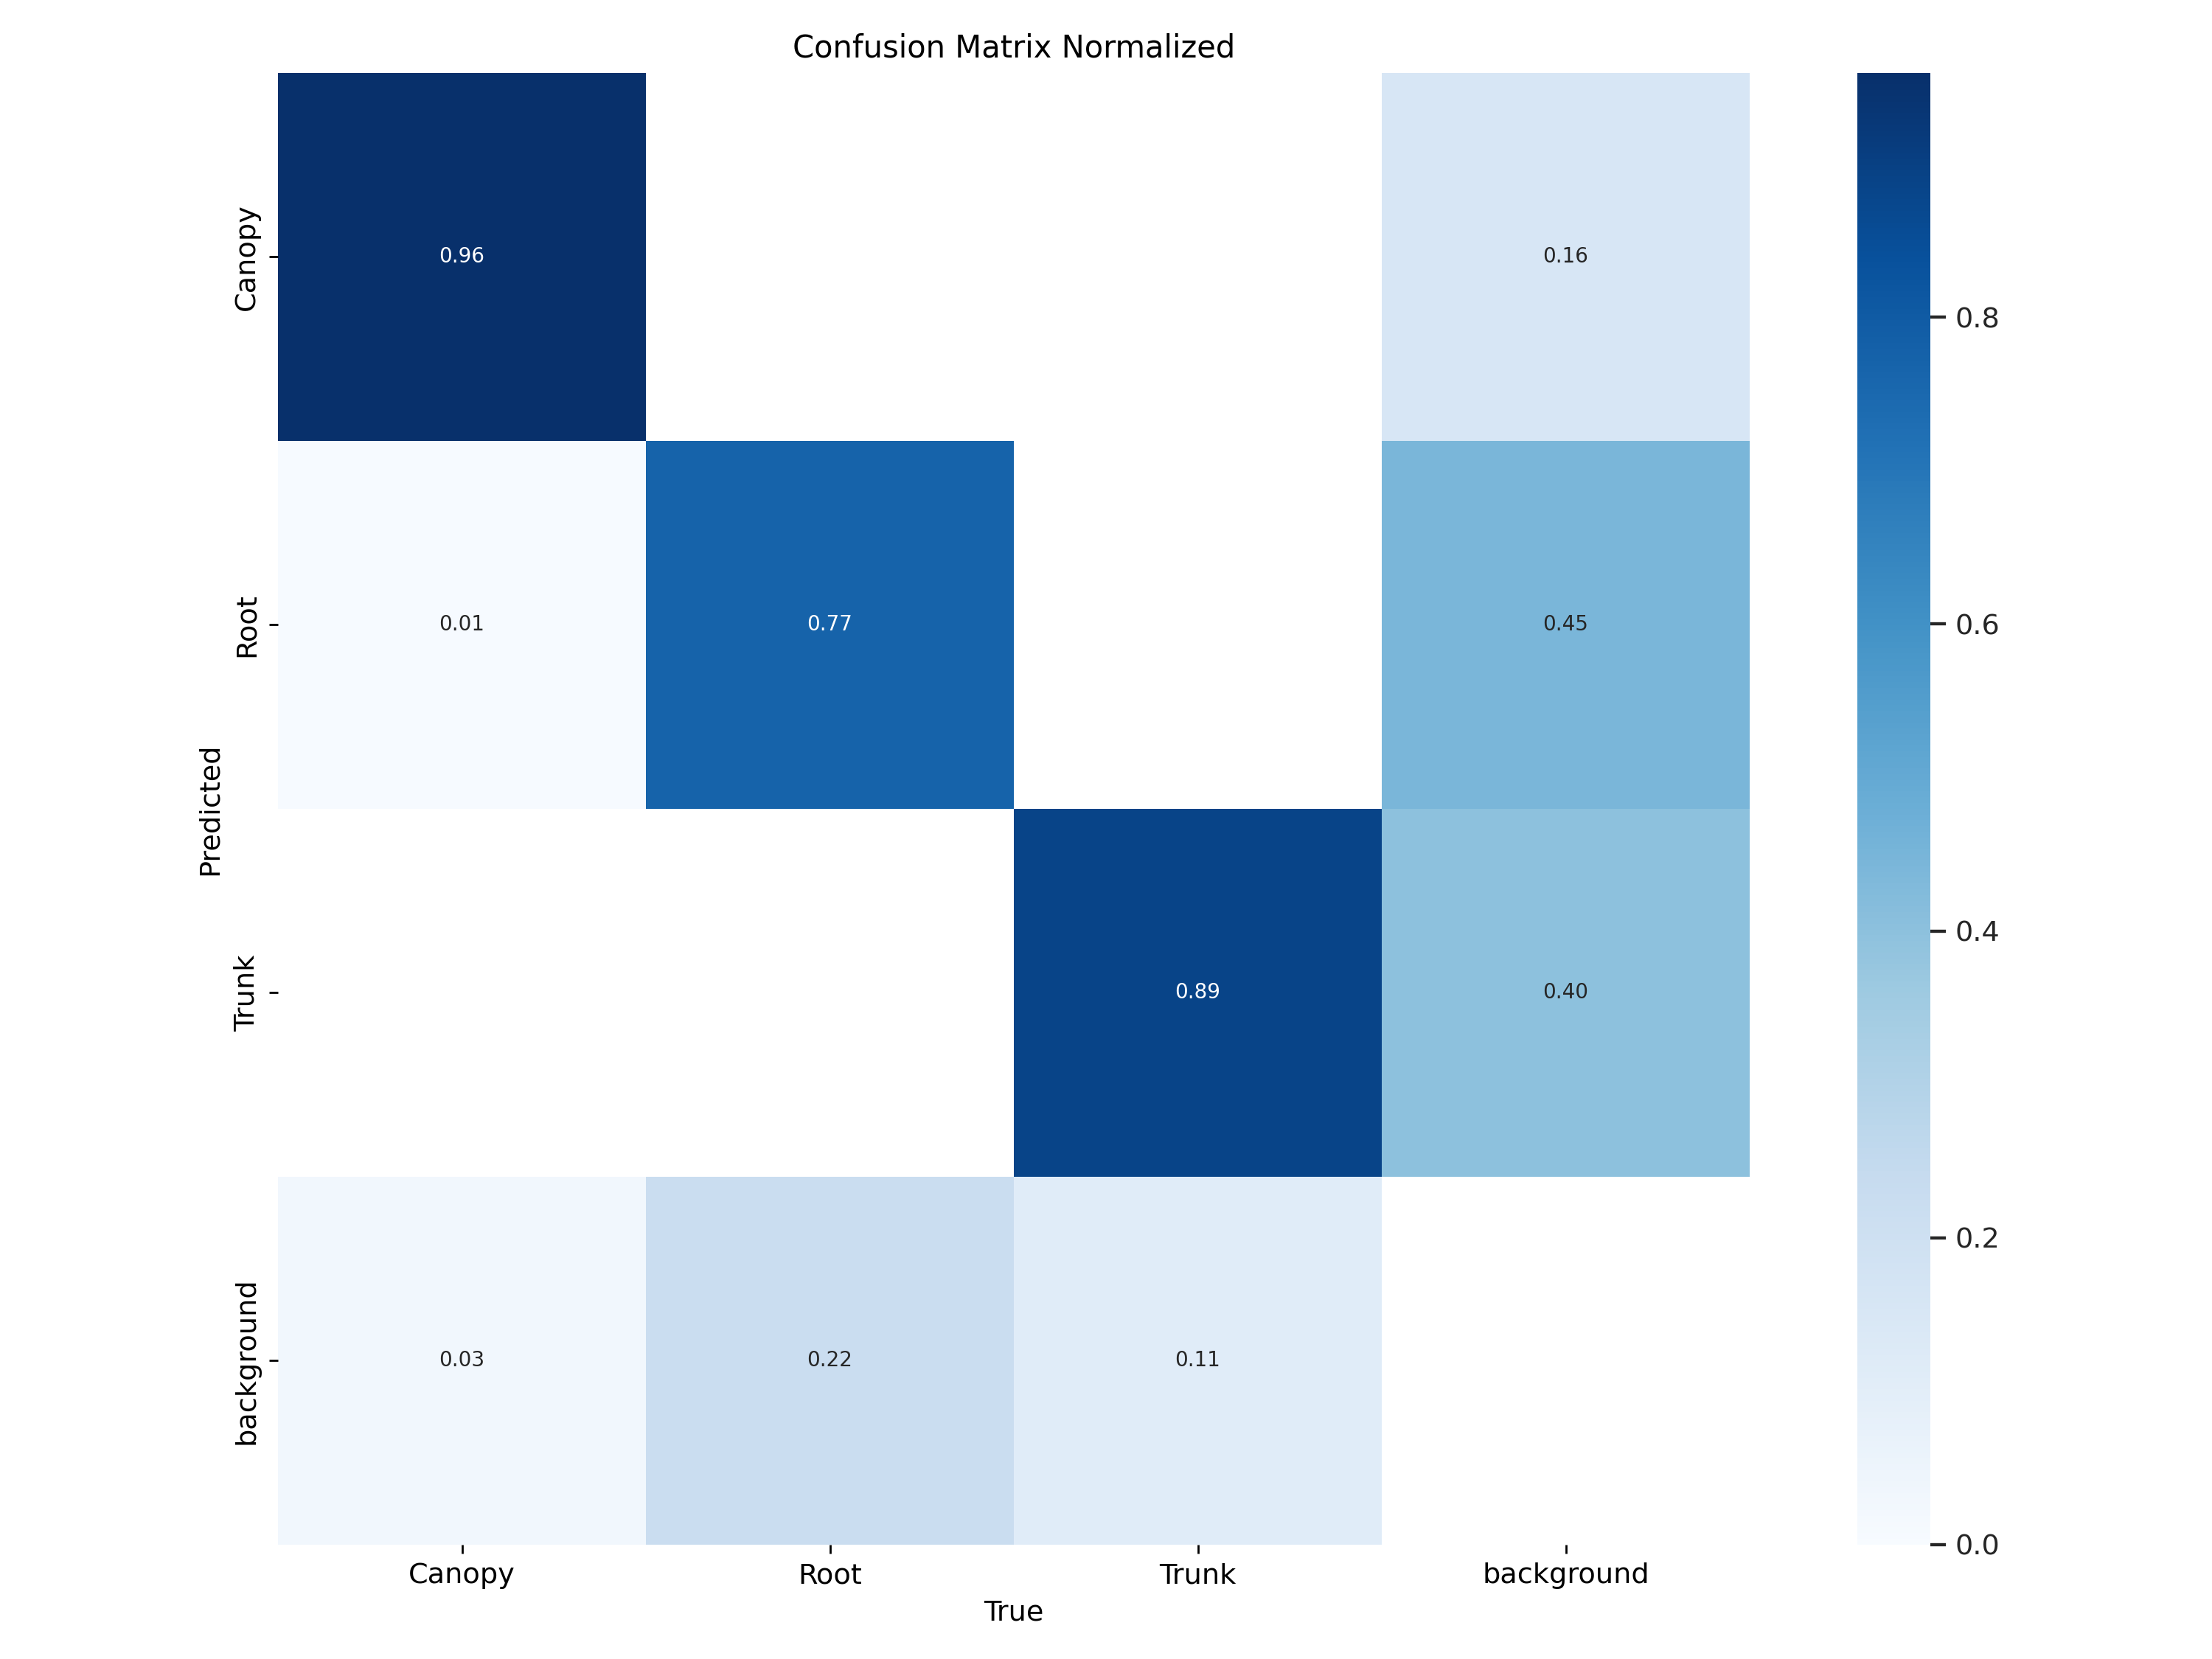 Confusion Matrix Normalized
Canopy
0.96
0.16
0.8
Root
0.01
0.77
0.45
0.6
Predicted
Trunk
0.89
0.40
0.4
background
0.03
0.22
0.11
0.2
0.0
Canopy
Root
Trunk
background
True